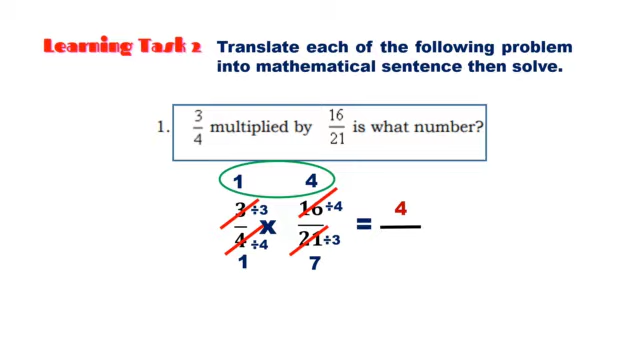 Learning Task 2
Translate each of the following problem
into mathematical sentence then solve.
1. 3/4 multiplied by 16/21 is what number?
1 4
3 ÷3 16 ÷4 4
x =
4 ÷4 21 ÷3
1 7